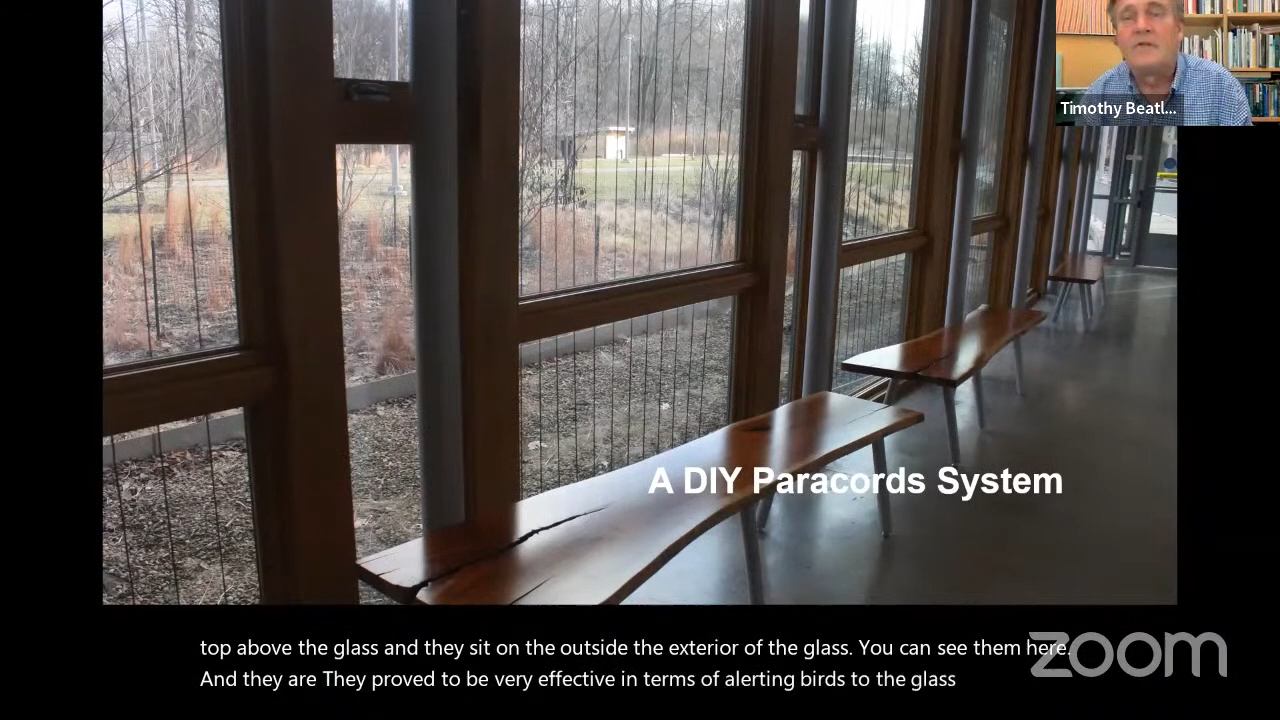 Timothy Beatl...
A DIY Paracords System
top above the glass and they sit on the outside the exterior of the glass. You can see them here.
And they are They proved to be very effective in terms of alerting birds to the glass
zoom